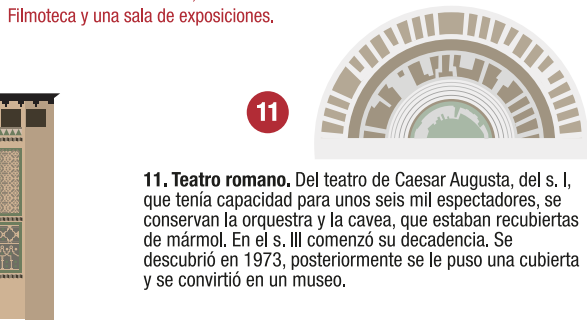 Filmoteca y una sala de exposiciones.
11
11. Teatro romano. Del teatro de Caesar Augusta, del s. I,
que tenía capacidad para unos seis mil espectadores, se
conservan la orquestra y la cavea, que estaban recubiertas
de mármol. En el s. III comenzó su decadencia. Se
descubrió en 1973, posteriormente se le puso una cubierta
y se convirtió en un museo.